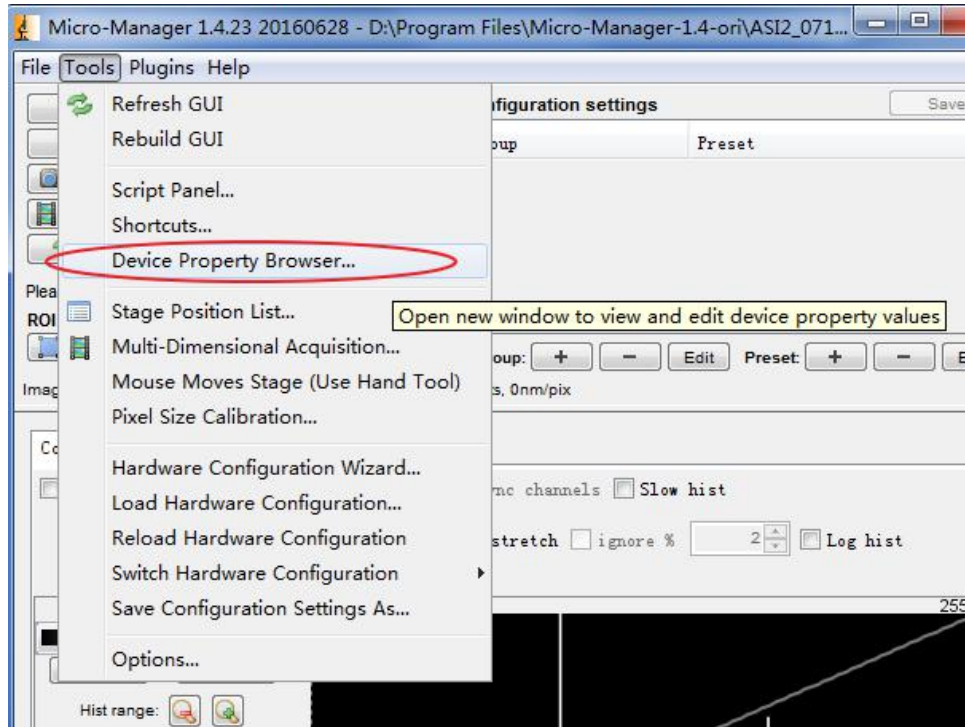 Micro-Manager 1.4.23 20160628 - D:\Program Files\Micro-Manager-1.4-ori\ASI2_071...
File Tools Plugins Help
Refresh GUI
figuration settings
Save
Rebuild GUI
oup
Preset
Script Panel...
Shortcuts...
Device Property Browser...
Plea
Stage Position List...
Open new window to view and edit device property values
ROI
Multi-Dimensional Acquisition...
oup: + - Edit Preset: + - E
Mouse Moves Stage (Use Hand Tool)
Imag
s, 0nm/pix
Pixel Size Calibration...
Co
Hardware Configuration Wizard...
nc channels Slow hist
Load Hardware Configuration...
Reload Hardware Configuration
stretch ignore % 2 Log hist
Switch Hardware Configuration
Save Configuration Settings As...
255
Options...
Hist range: